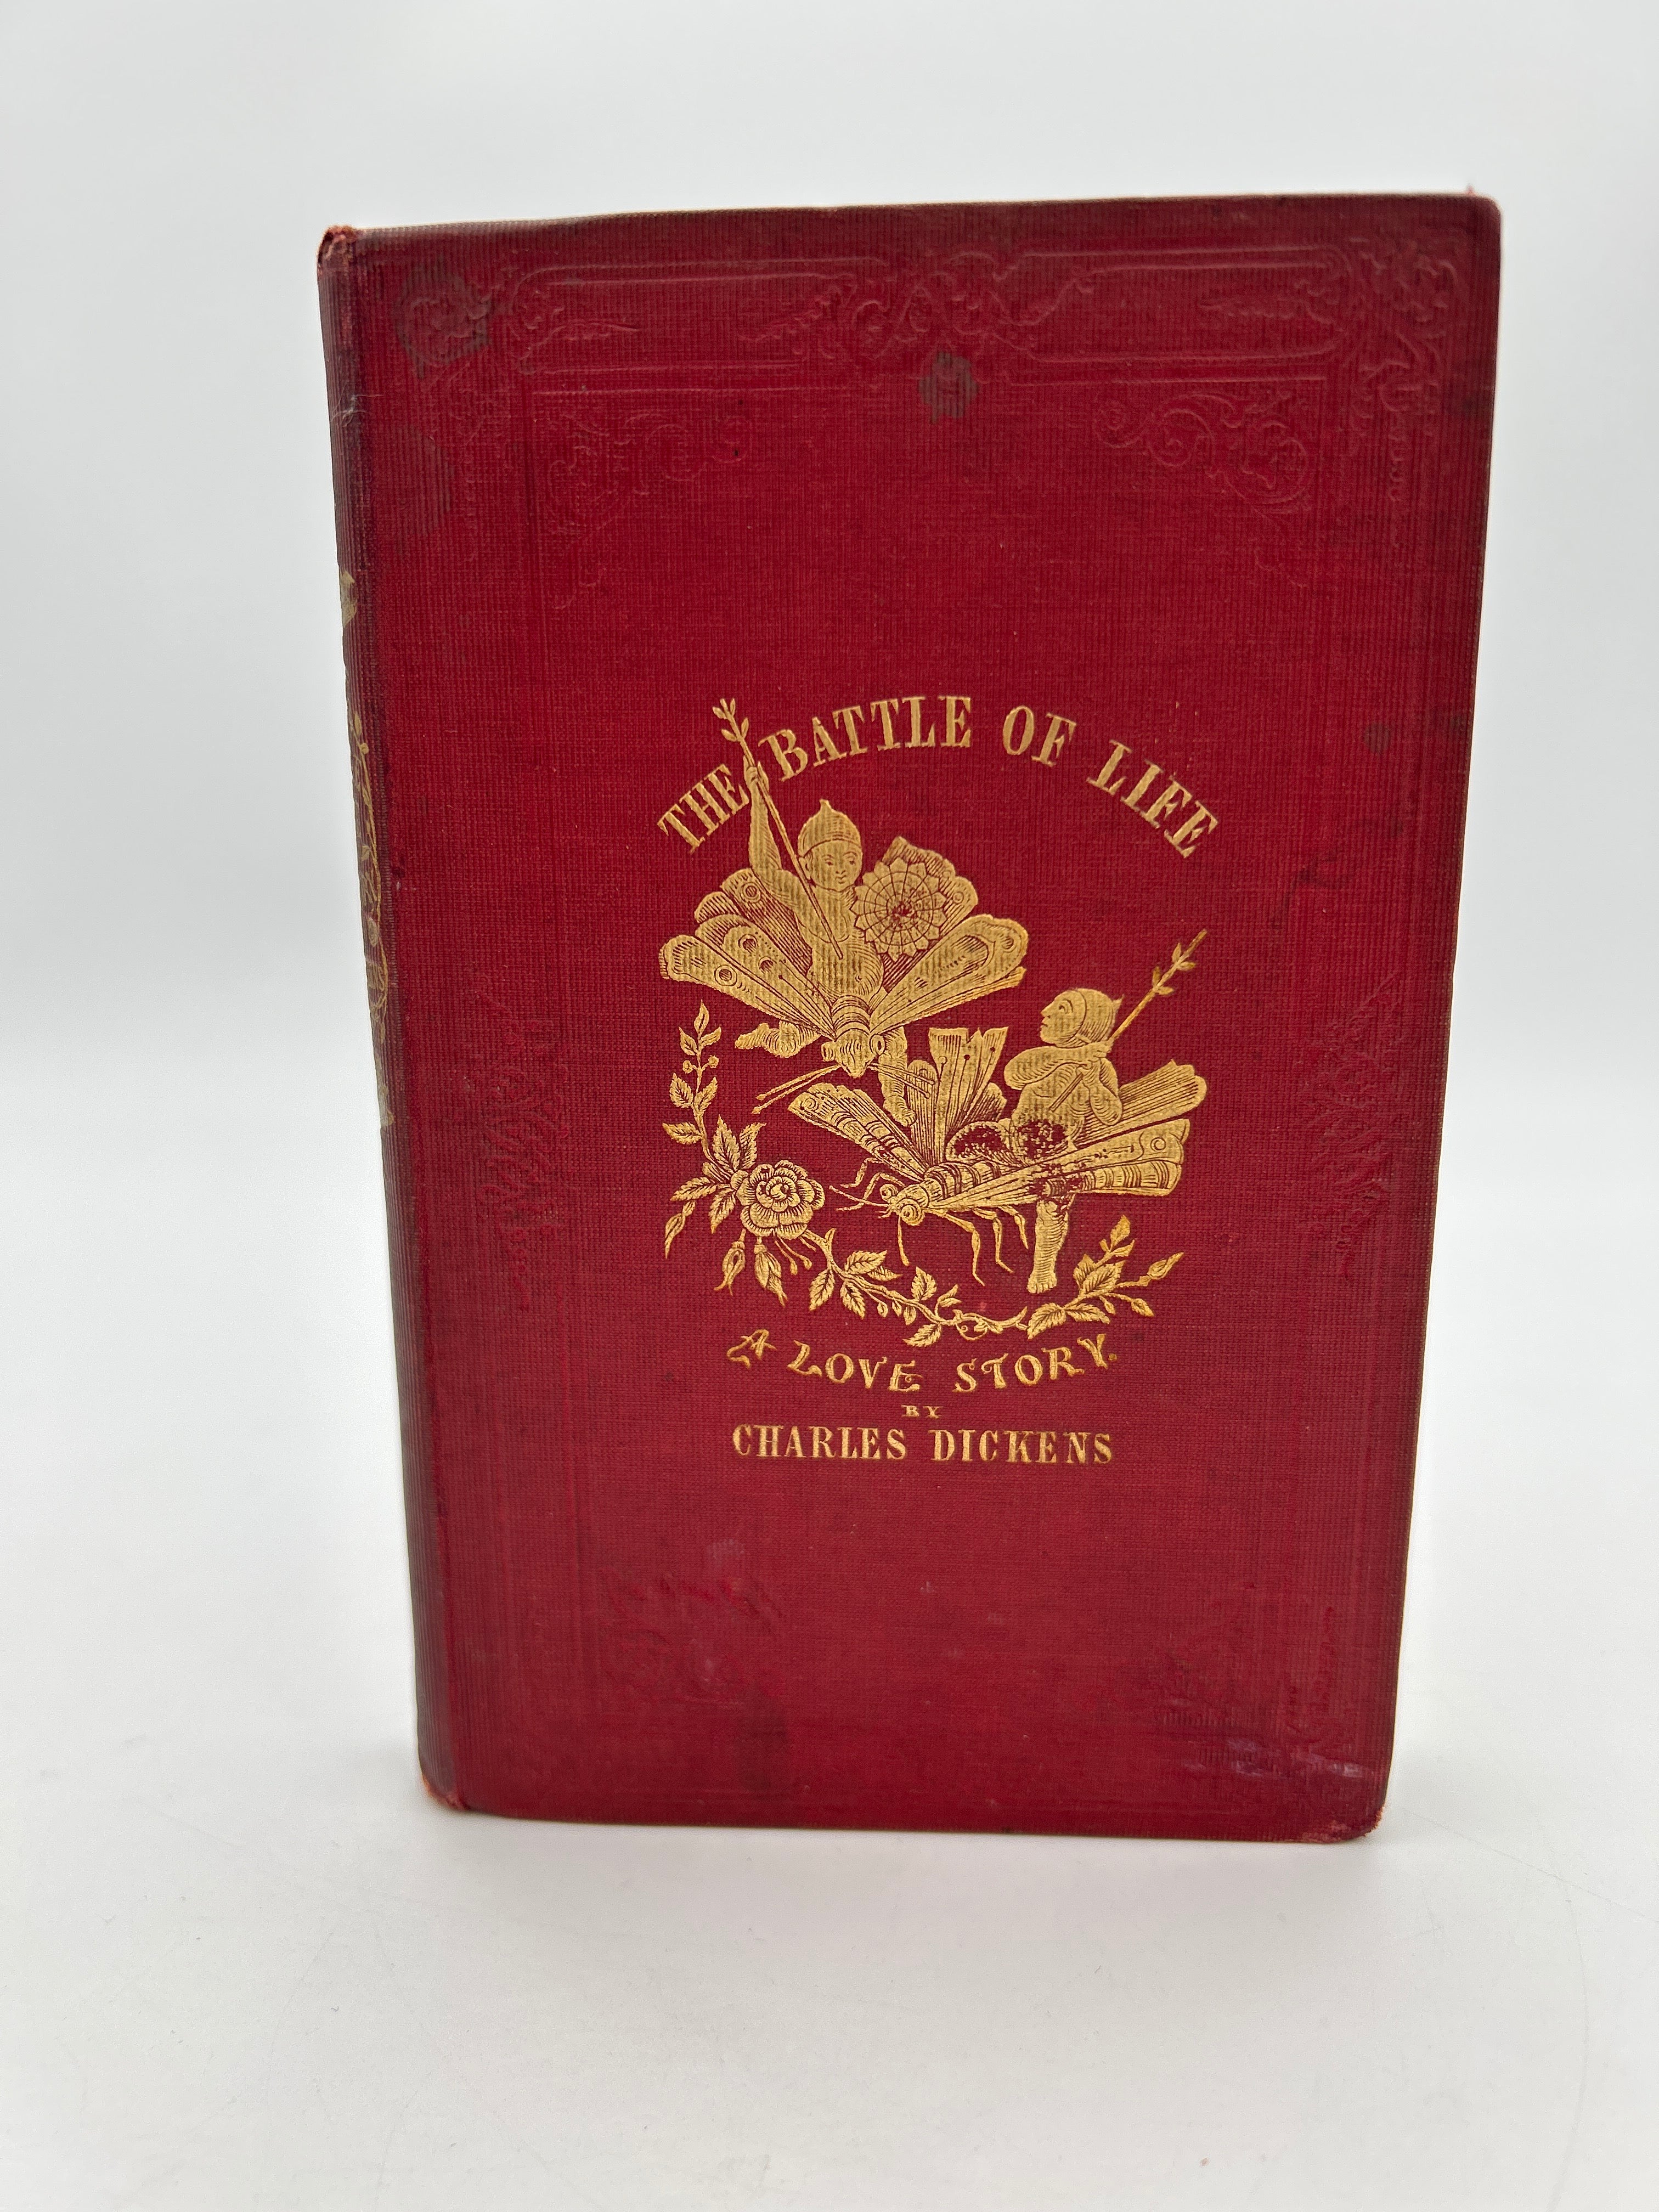 THE BATTLE OF LIFE
A LOVE STORY.
BY
CHARLES DICKENS